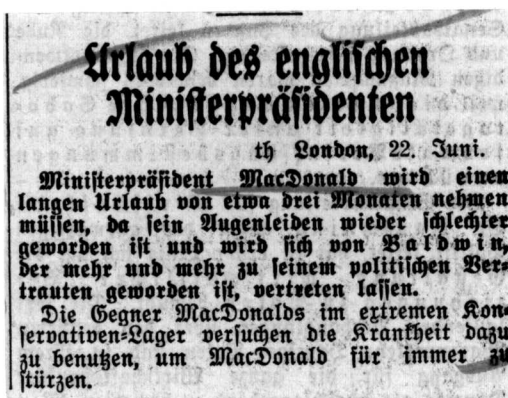 Urlaub des englischen
Ministerpräsidenten
th London, 22. Juni.
Ministerpräsident MacDonald wird einen
langen Urlaub von etwa drei Monaten nehmen
müssen, da sein Augenleiden wieder schlechter
geworden ist und wird sich von Baldwin,
der mehr und mehr zu seinem politischen Ver-
trauten geworden ist, vertreten lassen.
Die Gegner MacDonalds im extremen Kon-
servativen-Lager versuchen die Krankheit dazu
zu benutzen, um MacDonald für immer zu
stürzen.